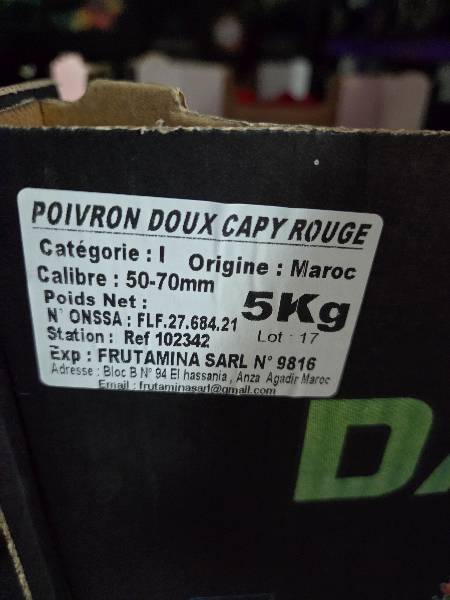 POIVRON DOUX CAPY ROUGE
Catégorie : I Origine : Maroc
Calibre : 50-70mm
Poids Net : 5Kg
N° ONSSA : FLF.27.684.21
Lot : 17
Station : Ref 102342
Exp : FRUTAMINA SARL N° 9816
Adresse : Bloc B N° 94 El hassania , Anza Agadir Maroc
Email : frutaminasarl@gmail.com
DA